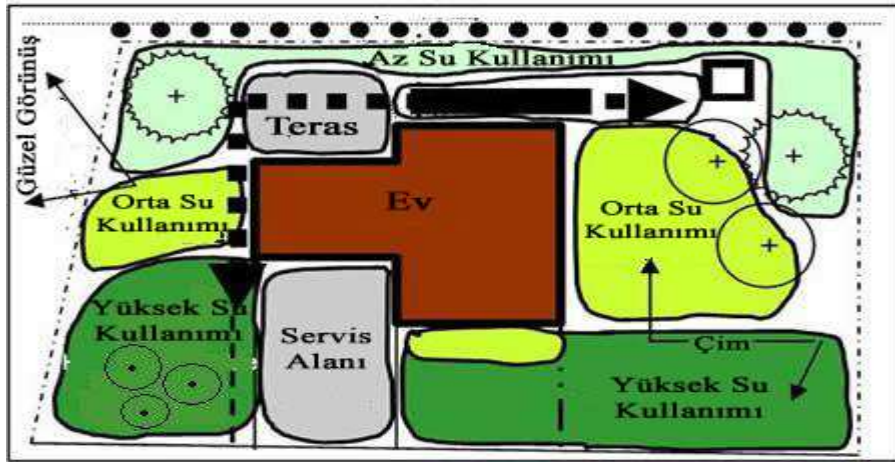 Az Su Kullanımı
Güzel Görünüş
Teras
Ev
Orta Su
Kullanımı
Orta Su
Kullanımı
Yüksek Su
Kullanımı
Servis
Alanı
Çim
Yüksek Su
Kullanımı